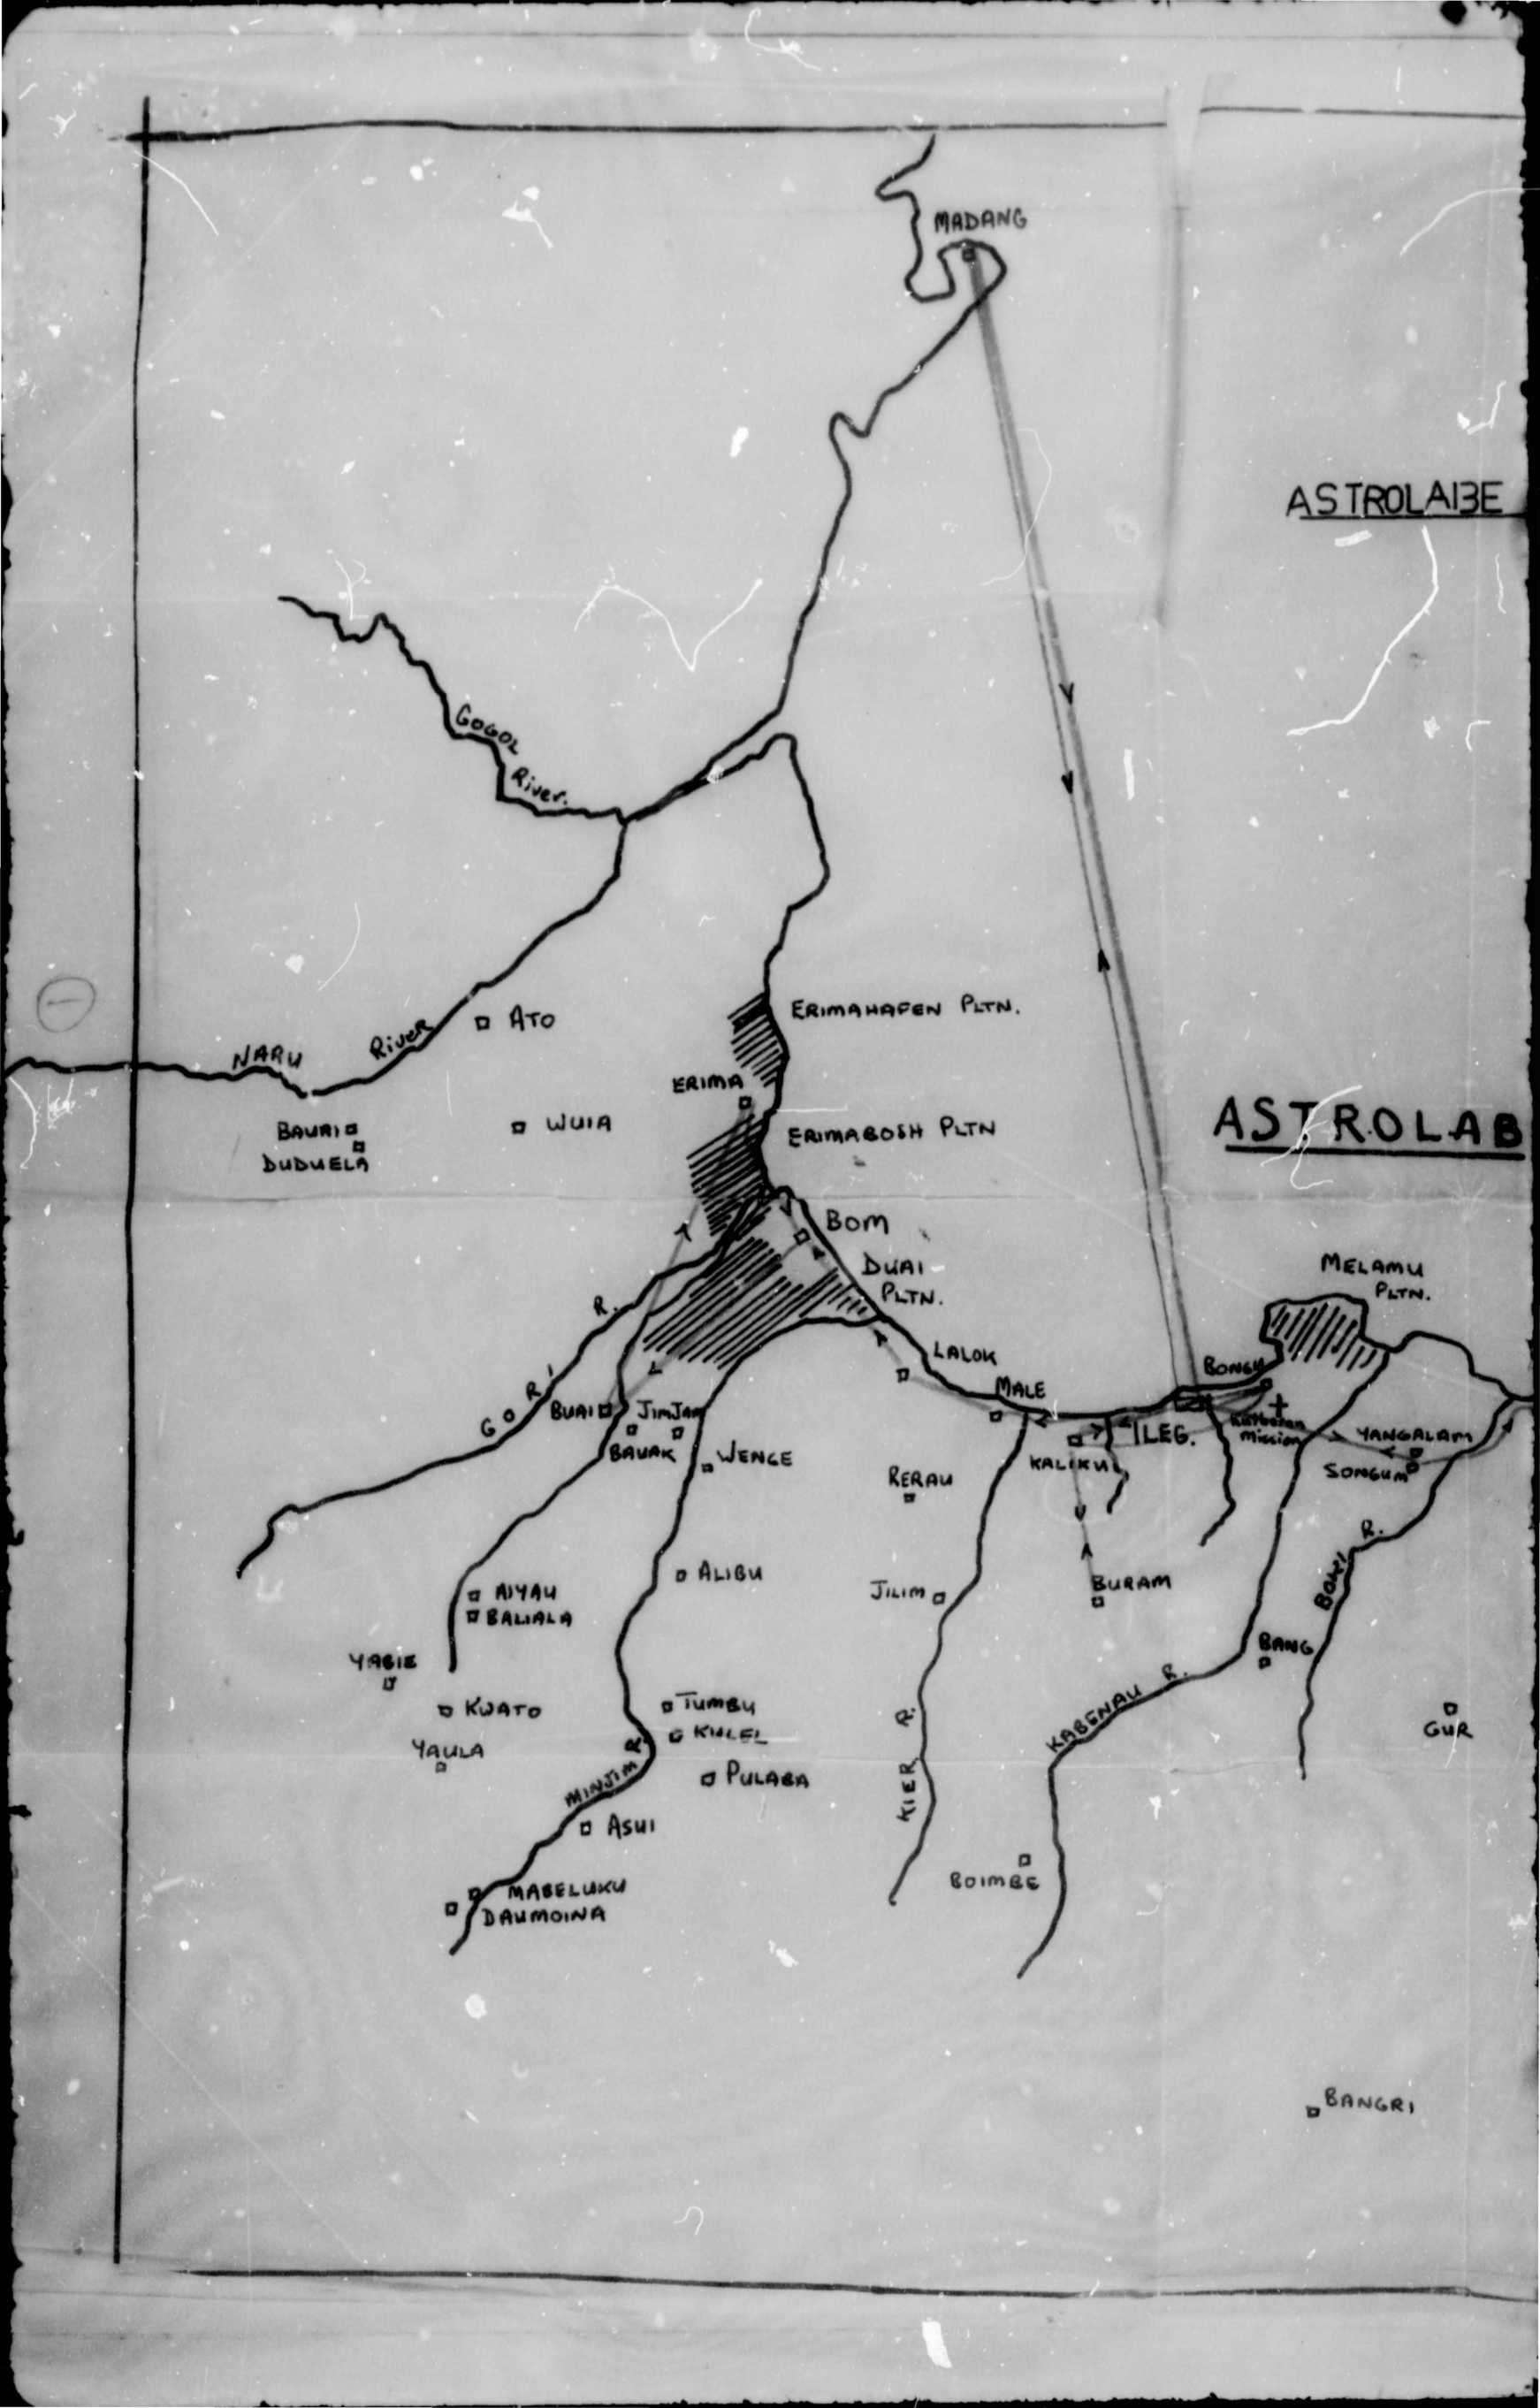 MADANG
ASTROLABE
GOGOL
River.
1
ATO
NARU River
ERIMAHAFEN PLTN.
ERIMA
BAURI
DUDUELA
WUIA
ERIMABOSH PLTN
ASTROLAB
BOM
DUAI
PLTN.
MELAMU
PLTN.
LALOK
MALE
BONGU
GORI R.
BUAI
JIMJAM
BAUAK
WENGE
ILEG.
Mission
YANGALAM
SONGUM
KALIKU
RERAU
ALIBU
JILIM
BURAM
AIYAU
BALIALA
R.
YABIE
BANG
KWATO
TUMBU
KULEL
YAULA
PULABA
GUR
MINJIM R.
KIER R.
KABENAU R.
ASUI
BOIMBE
MABELUKU
DAUMOINA
BANGRI